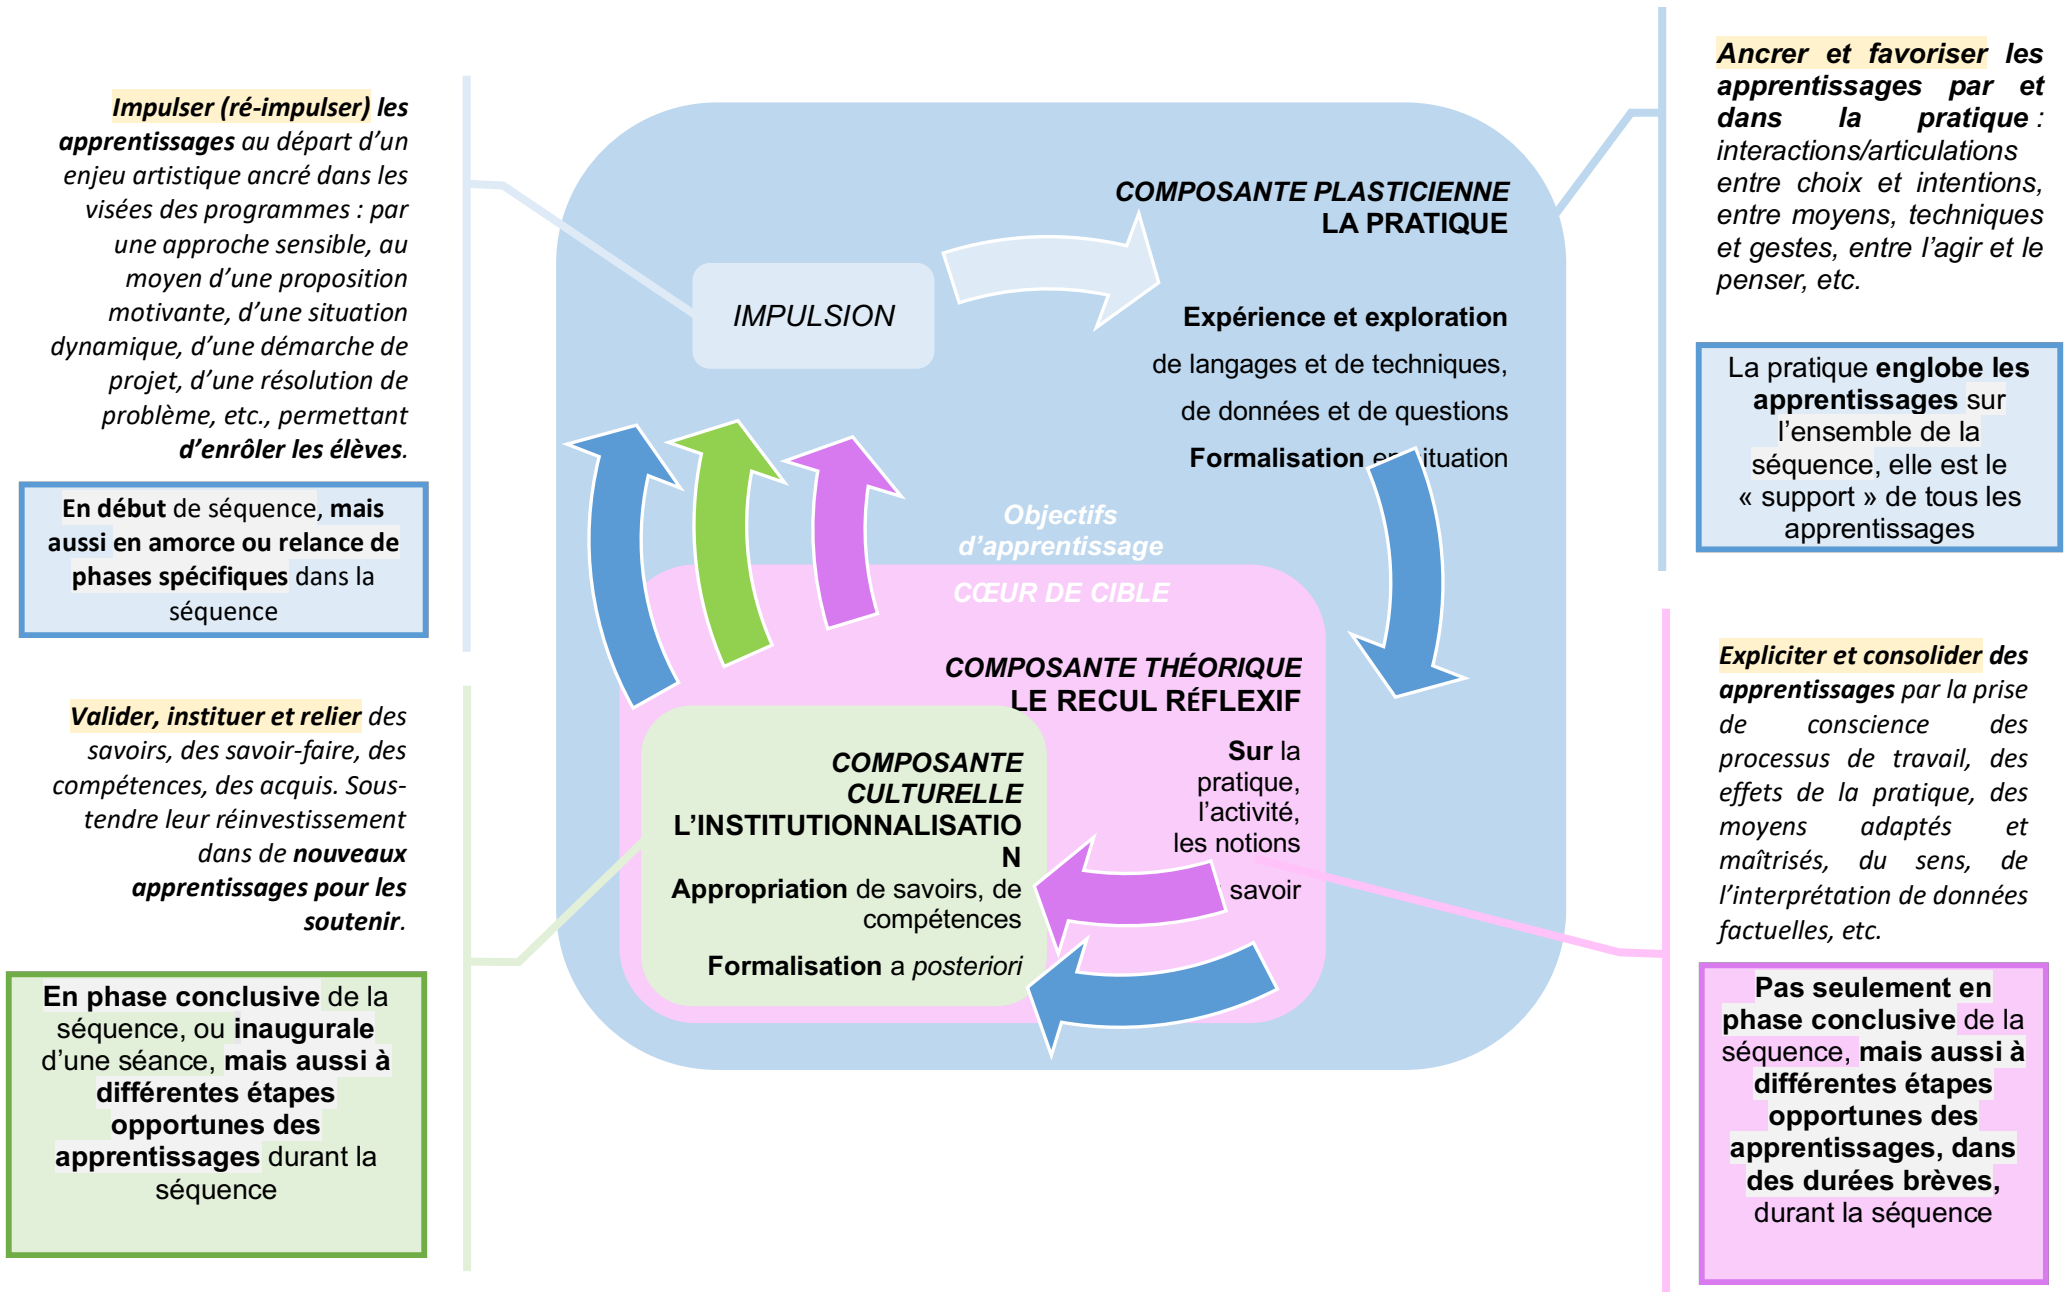 Impulser (ré-impulser) les
apprentissages au départ d’un
enjeu artistique ancré dans les
visées des programmes : par
une approche sensible, au
moyen d’une proposition
motivante, d’une situation
dynamique, d’une démarche de
projet, d’une résolution de
problème, etc., permettant
d’enrôler les élèves.
En début de séquence, mais
aussi en amorce ou relance de
phases spécifiques dans la
séquence
Valider, instituer et relier des
savoirs, des savoir-faire, des
compétences, des acquis. Sous-
tendre leur réinvestissement
dans de nouveaux
apprentissages pour les
soutenir.
En phase conclusive de la
séquence, ou inaugurale
d’une séance, mais aussi à
différentes étapes
opportunes des
apprentissages durant la
séquence
COMPOSANTE PLASTICIENNE
LA PRATIQUE
IMPULSION
Expérience et exploration
de langages et de techniques,
de données et de questions
Formalisation en situation
Objectifs
d’apprentissage
CŒUR DE CIBLE
COMPOSANTE THÉORIQUE
LE RECUL RÉFLEXIF
Sur la
pratique,
l’activité,
les notions
savoir
COMPOSANTE
CULTURELLE
L’INSTITUTIONNALISATIO
N
Appropriation de savoirs, de
compétences
Formalisation a posteriori
Ancrer et favoriser les
apprentissages par et
dans la pratique :
interactions/articulations
entre choix et intentions,
entre moyens, techniques
et gestes, entre l’agir et le
penser, etc.
La pratique englobe les
apprentissages sur
l’ensemble de la
séquence, elle est le
« support » de tous les
apprentissages
Expliciter et consolider des
apprentissages par la prise
de conscience des
processus de travail, des
effets de la pratique, des
moyens adaptés et
maîtrisés, du sens, de
l’interprétation de données
factuelles, etc.
Pas seulement en
phase conclusive de la
séquence, mais aussi à
différentes étapes
opportunes des
apprentissages, dans
des durées brèves,
durant la séquence